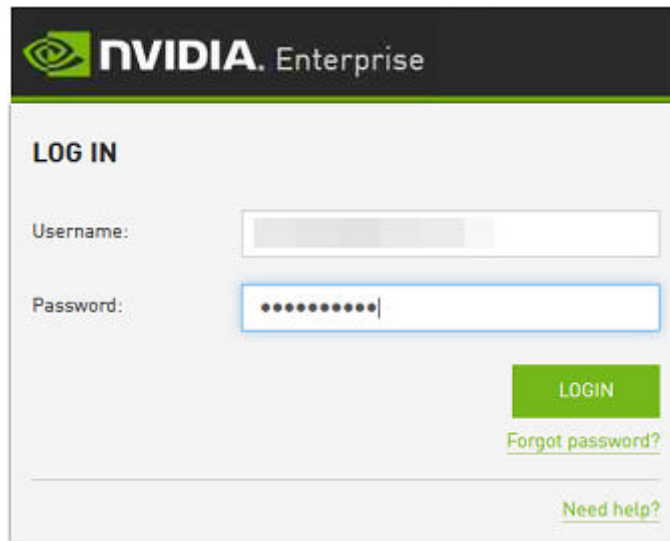 NVIDIA. Enterprise
LOG IN
Username:
Password: ••••••••••
LOGIN
Forgot password?
Need help?